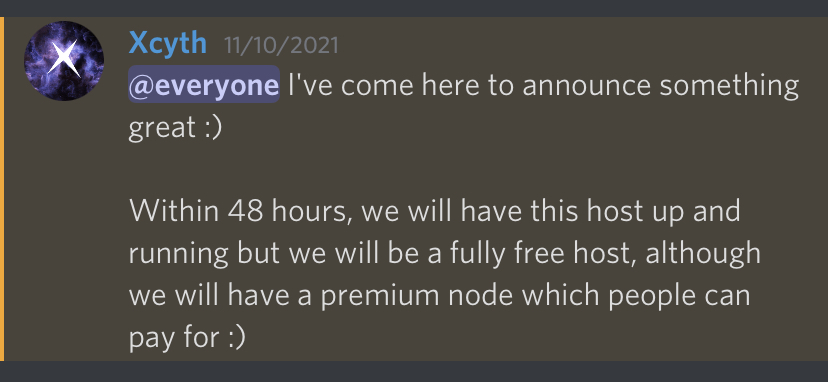 Xcyth 11/10/2021
@everyone I've come here to announce something
great :)
Within 48 hours, we will have this host up and
running but we will be a fully free host, although
we will have a premium node which people can
pay for :)